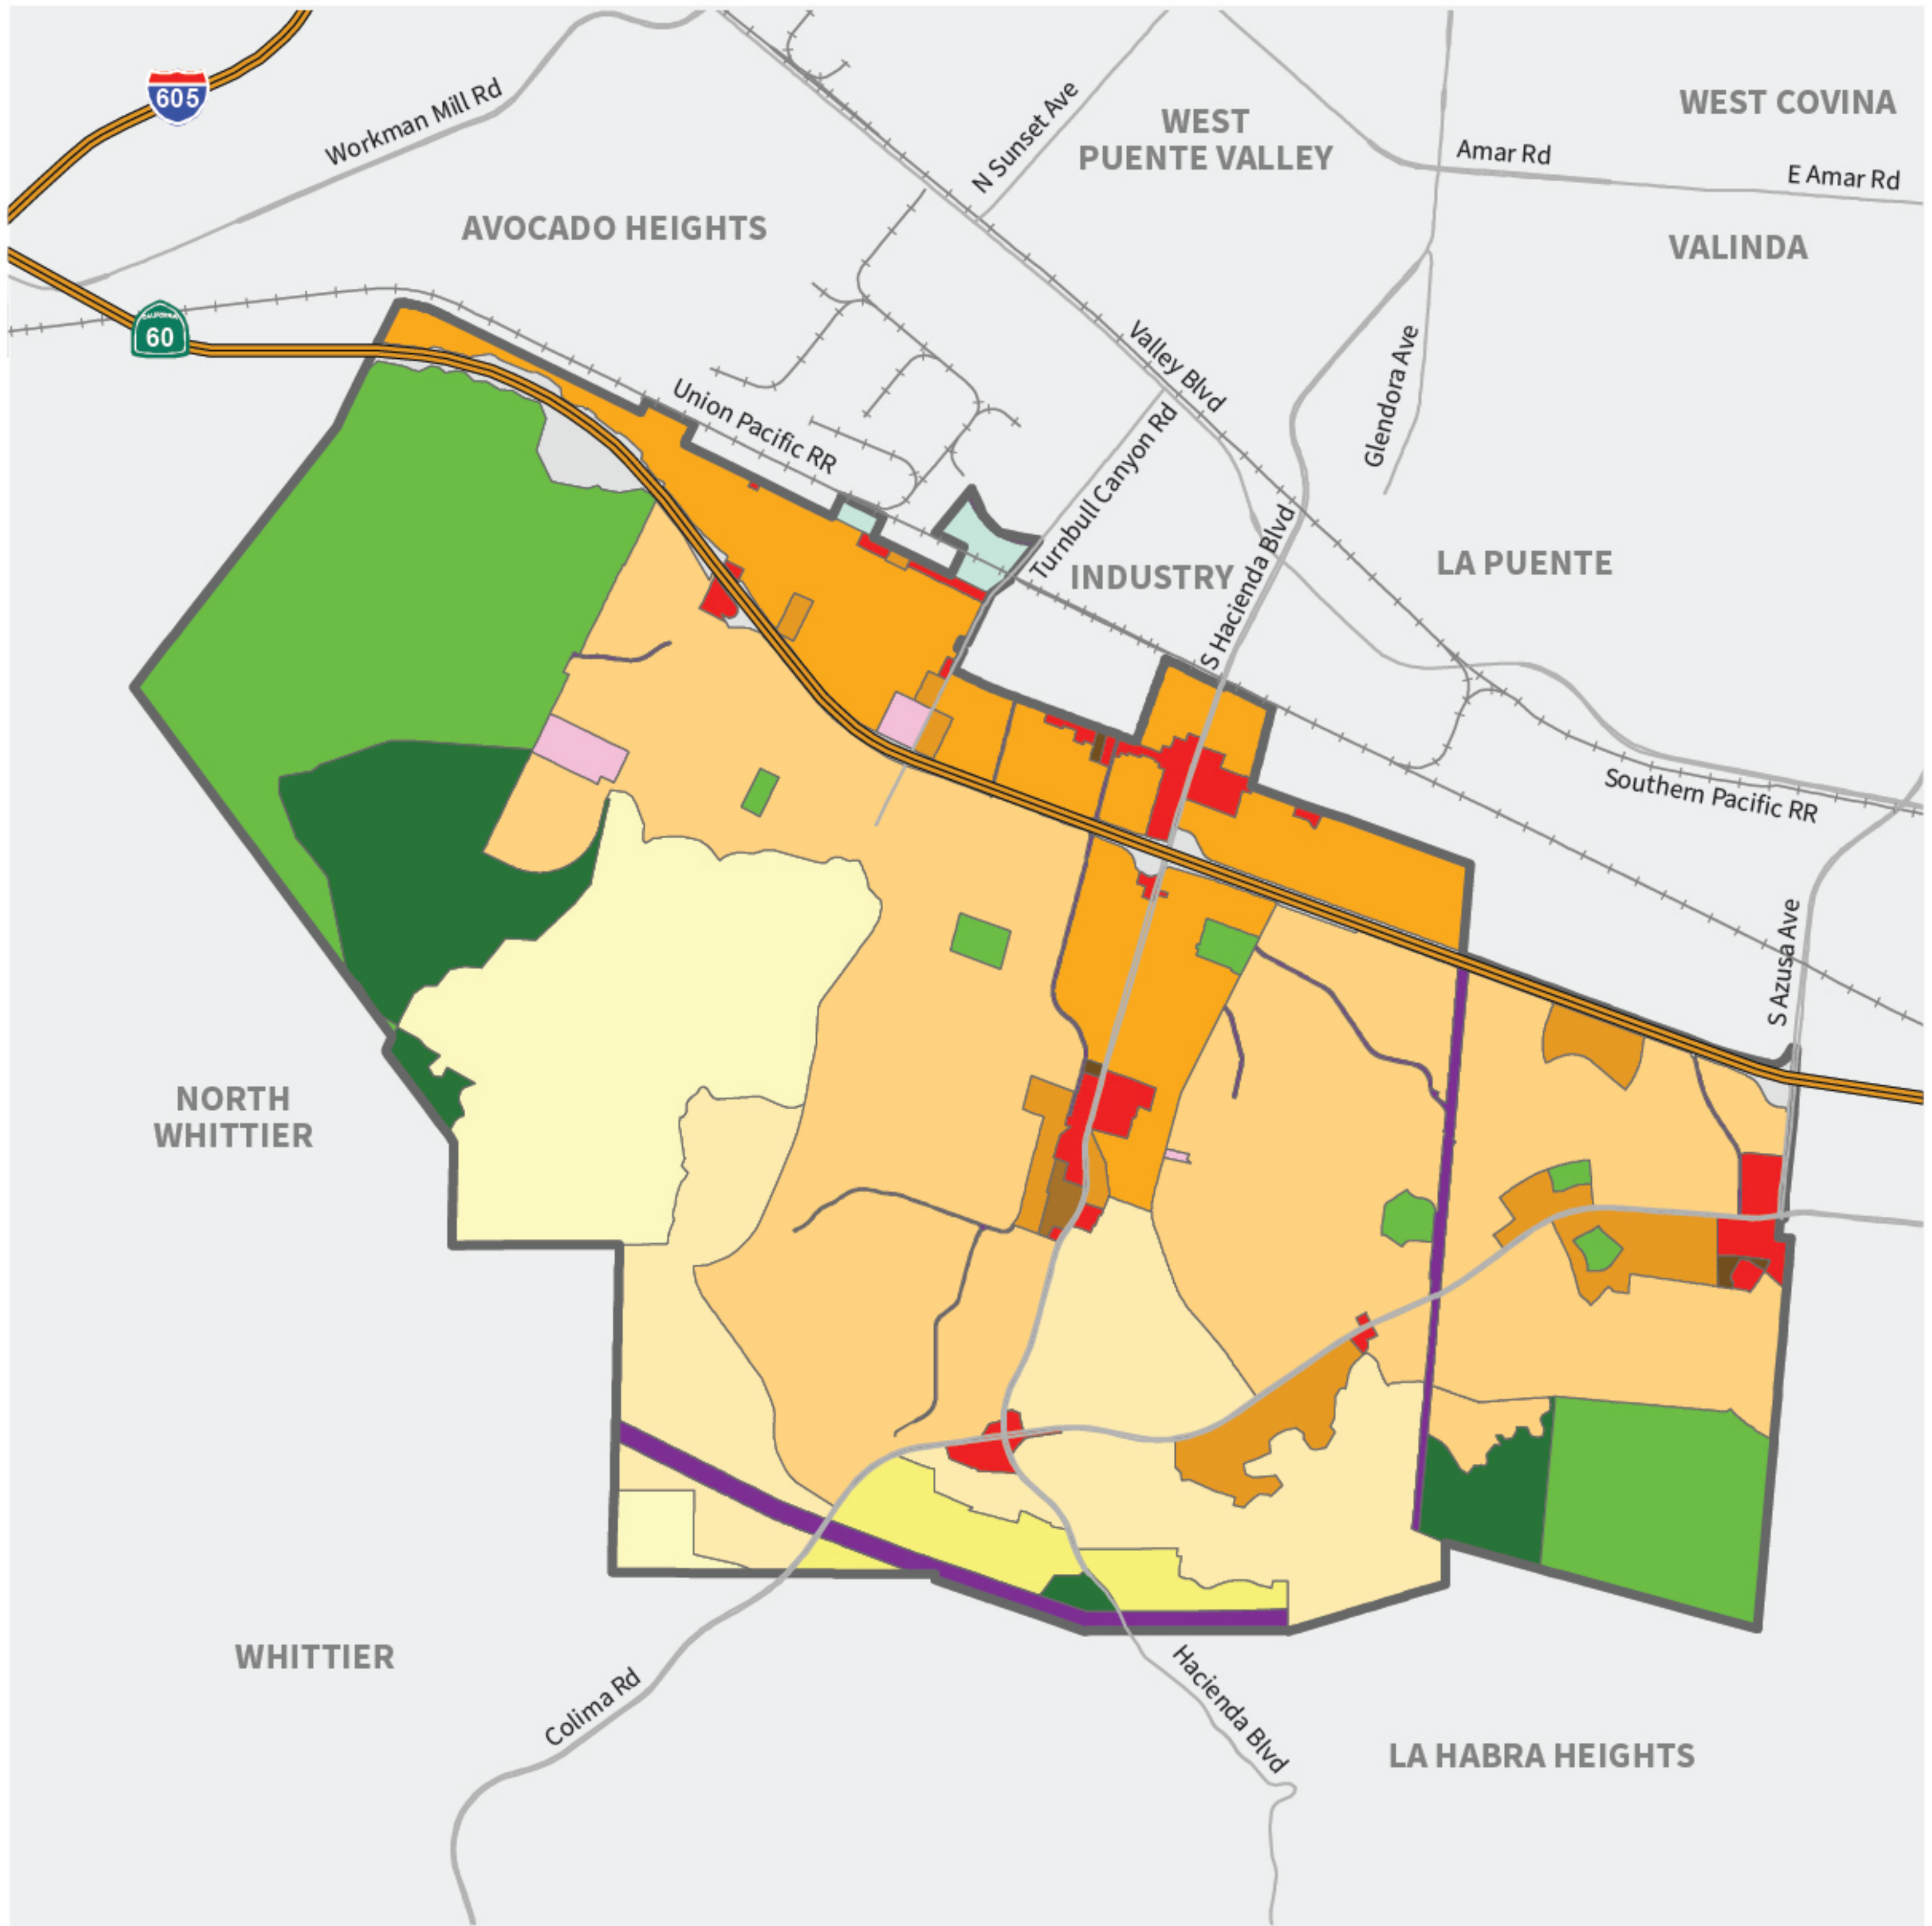 605
Workman Mill Rd
N Sunset Ave
WEST
PUENTE VALLEY
WEST COVINA
Amar Rd
E Amar Rd
AVOCADO HEIGHTS
VALINDA
CALIFORNIA
60
Valley Blvd
Glendora Ave
Union Pacific RR
Turnbull Canyon Rd
INDUSTRY
S Hacienda Blvd
LA PUENTE
Southern Pacific RR
S Azusa Ave
NORTH
WHITTIER
WHITTIER
Colima Rd
Hacienda Blvd
LA HABRA HEIGHTS